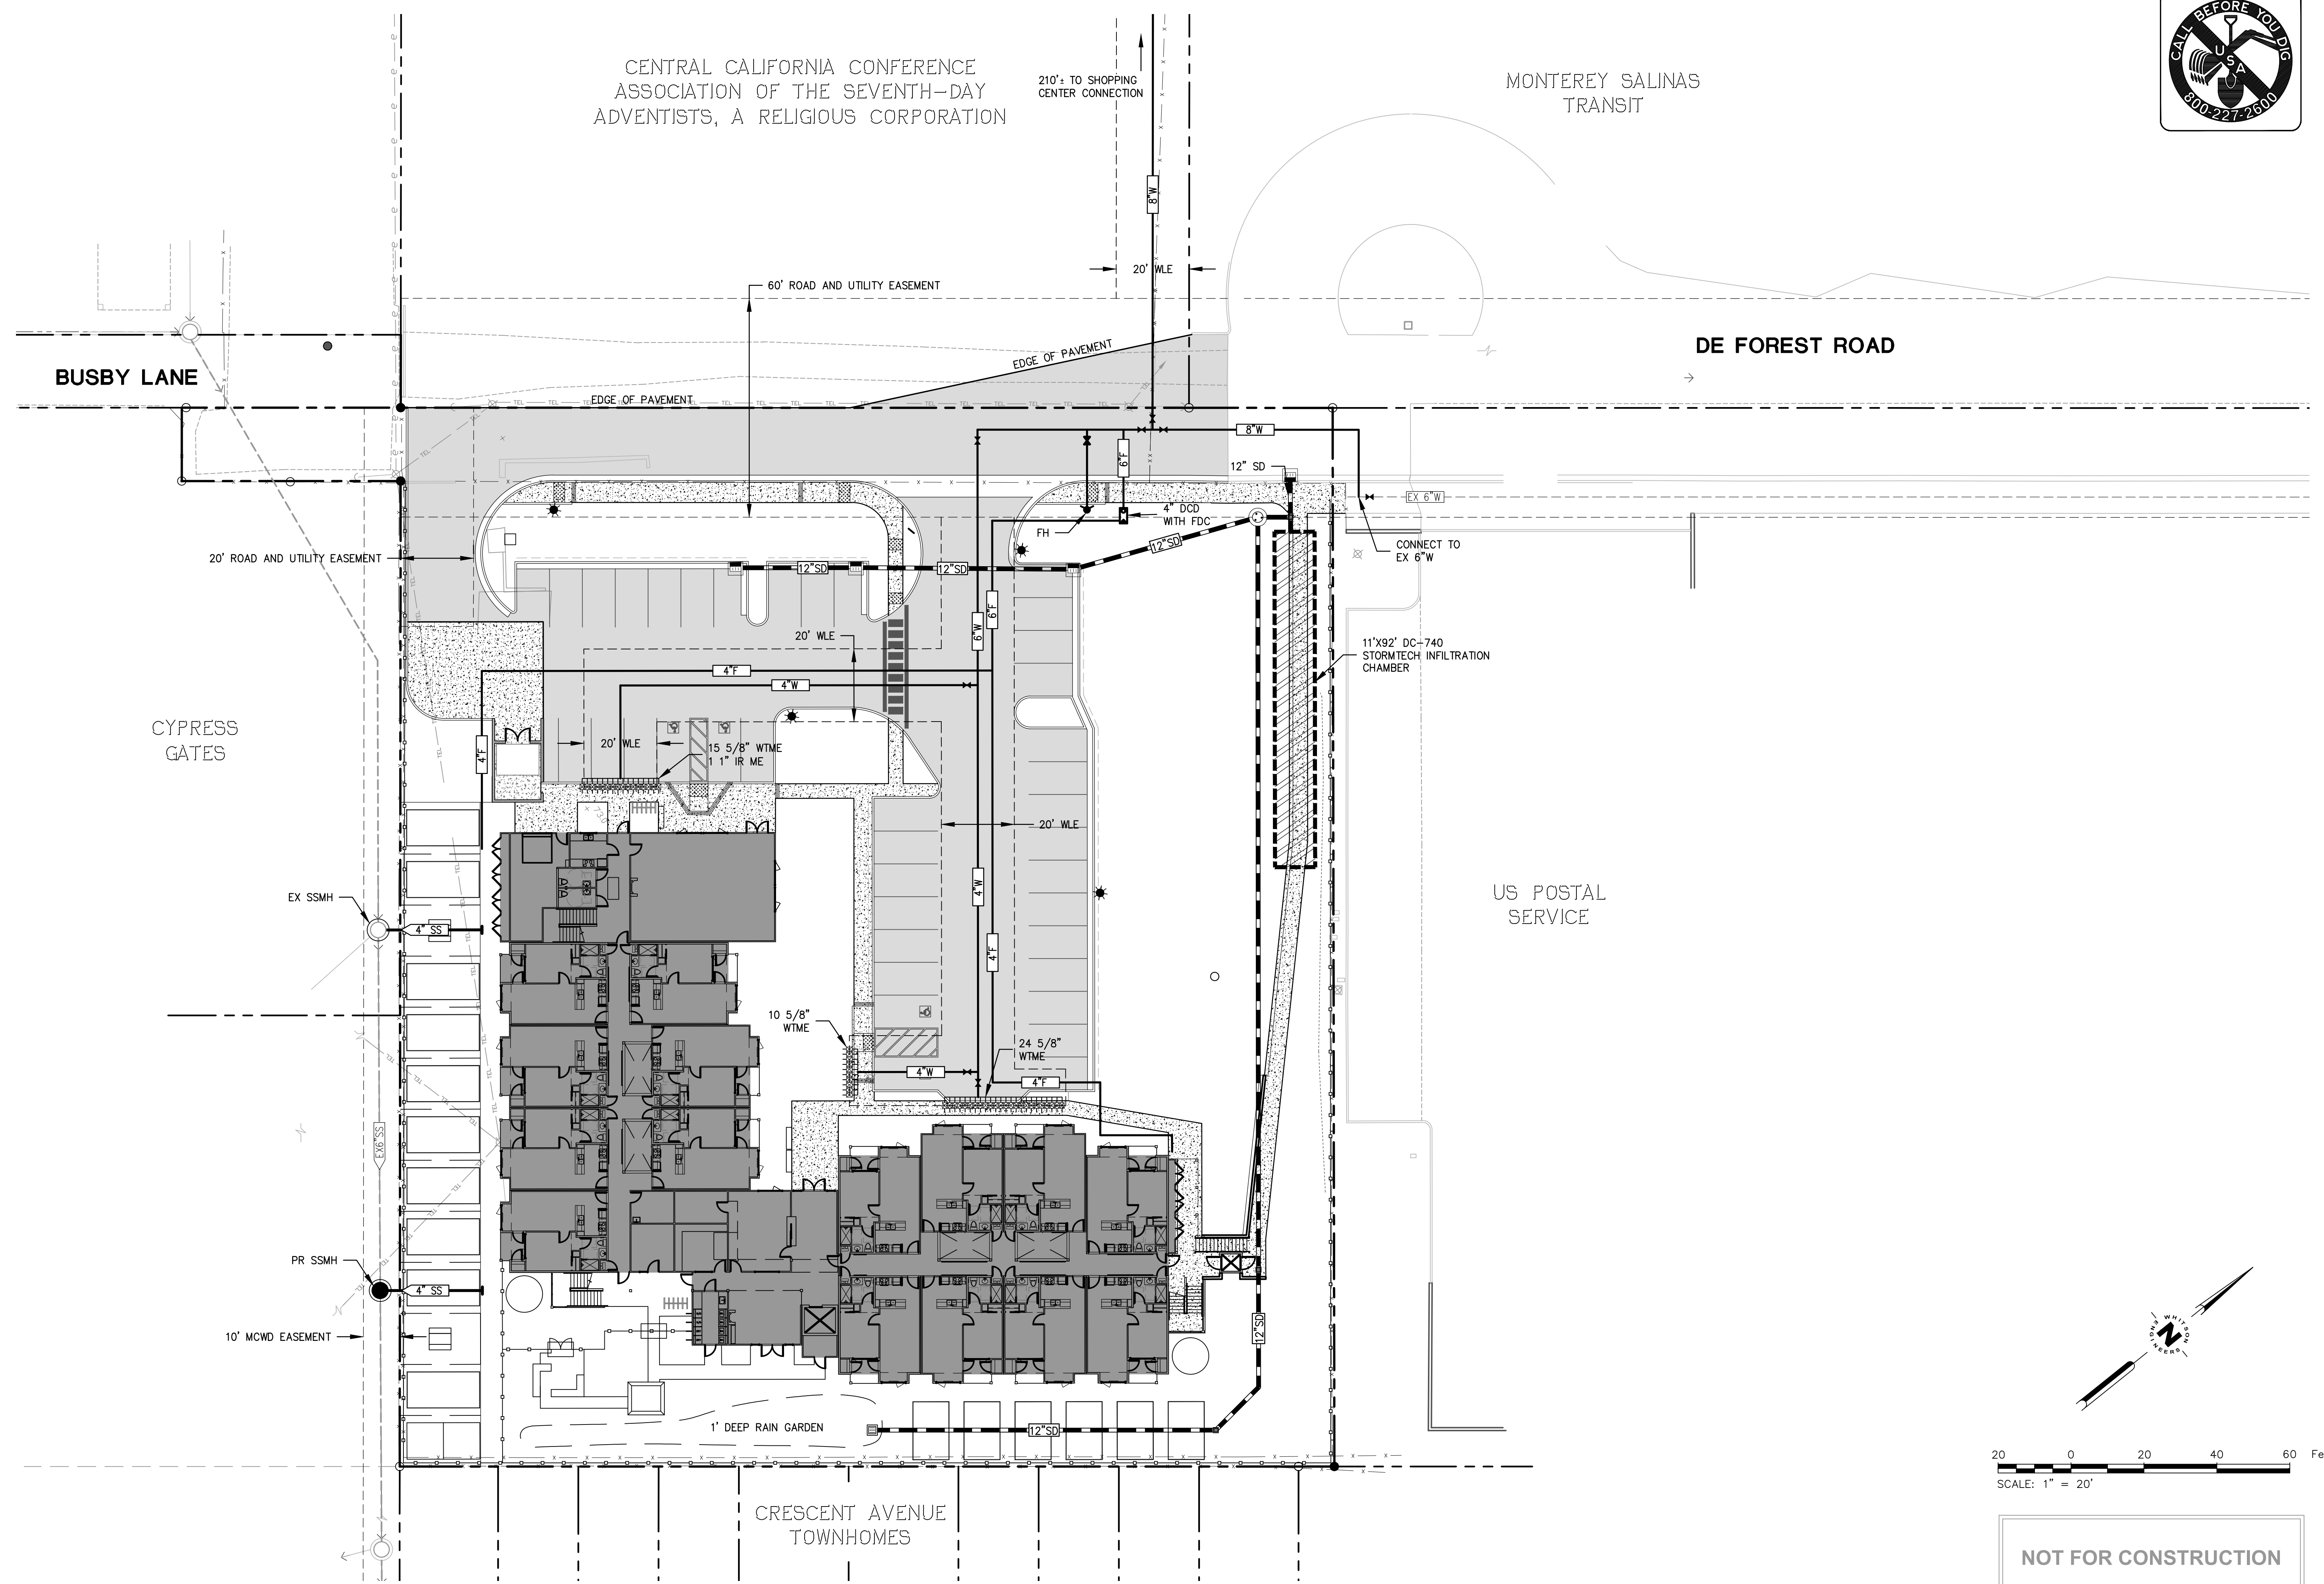 CALL BEFORE YOU DIG
USA
800-227-2600
CENTRAL CALIFORNIA CONFERENCE
ASSOCIATION OF THE SEVENTH-DAY
ADVENTISTS, A RELIGIOUS CORPORATION
210'± TO SHOPPING
CENTER CONNECTION
MONTEREY SALINAS
TRANSIT
8"W
20' WLE
60' ROAD AND UTILITY EASEMENT
BUSBY LANE
DE FOREST ROAD
EDGE OF PAVEMENT
EDGE OF PAVEMENT
8"W
6"F
12" SD
EX 6"W
FH
4" DCD
WITH FDC
CONNECT TO
EX 6"W
20' ROAD AND UTILITY EASEMENT
12"SD
12"SD
12"SD
6"W
6"F
20' WLE
11'X92' DC-740
STORMTECH INFILTRATION
CHAMBER
4"F
4"W
CYPRESS
GATES
4"F
20' WLE
15 5/8" WTME
1 1" IR ME
20' WLE
EX SSMH
4" SS
4"W
4"F
US POSTAL
SERVICE
10 5/8"
WTME
24 5/8"
WTME
4"W
4"F
EX6"SS
PR SSMH
4" SS
10' MCWD EASEMENT
12"SD
1' DEEP RAIN GARDEN
12"SD
WHITSON
N
ENGINEERS
20 0 20 40 60 Fe
SCALE: 1" = 20'
CRESCENT AVENUE
TOWNHOMES
NOT FOR CONSTRUCTION